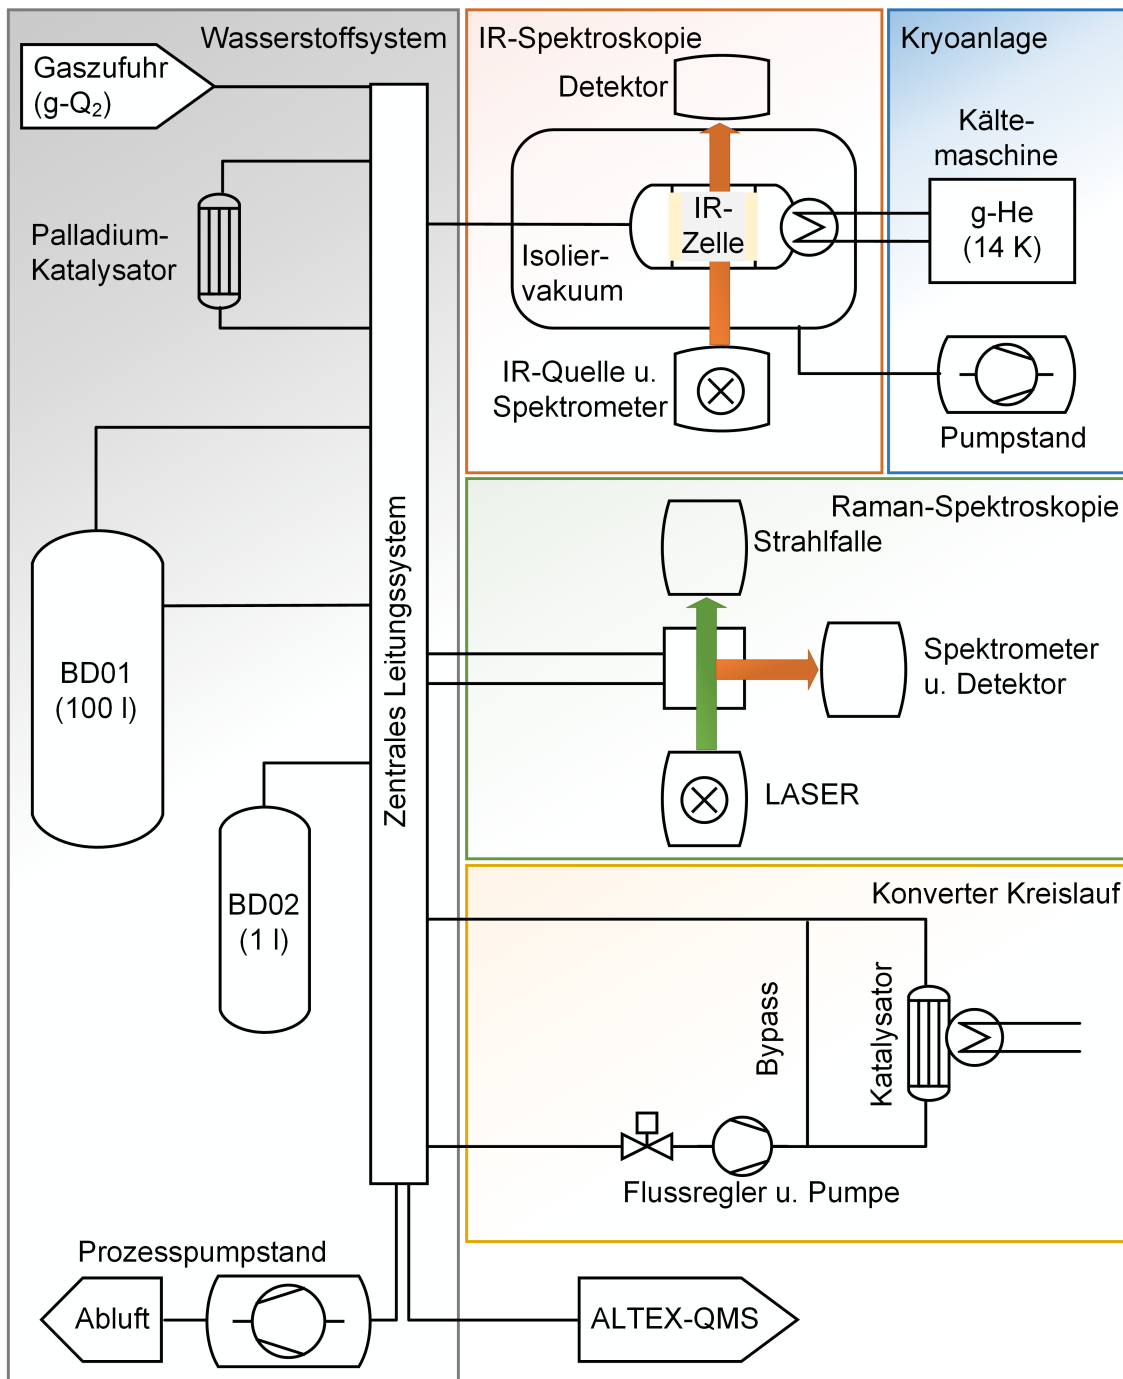 Wasserstoffsystem
Gaszufuhr
(g-Q₂)
Palladium-
Katalysator
BD01
(100 l)
BD02
(1 l)
Zentrales Leitungssystem
Prozesspumpstand
Abluft
ALTEX-QMS
IR-Spektroskopie
Detektor
IR-
Zelle
Isolier-
vakuum
IR-Quelle u.
Spektrometer
Kryoanlage
Kälte-
maschine
g-He
(14 K)
Pumpstand
Raman-Spektroskopie
Strahlfalle
Spektrometer
u. Detektor
LASER
Konverter Kreislauf
Bypass
Katalysator
Flussregler u. Pumpe